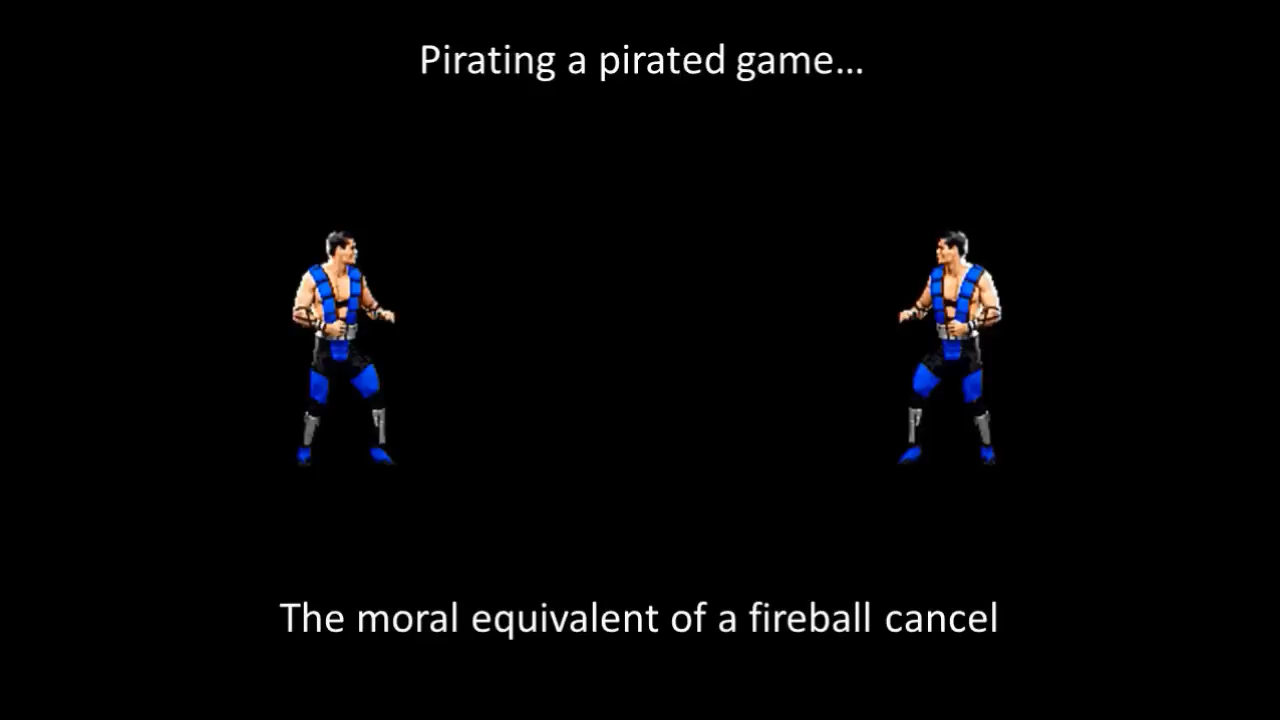 Pirating a pirated game…
The moral equivalent of a fireball cancel